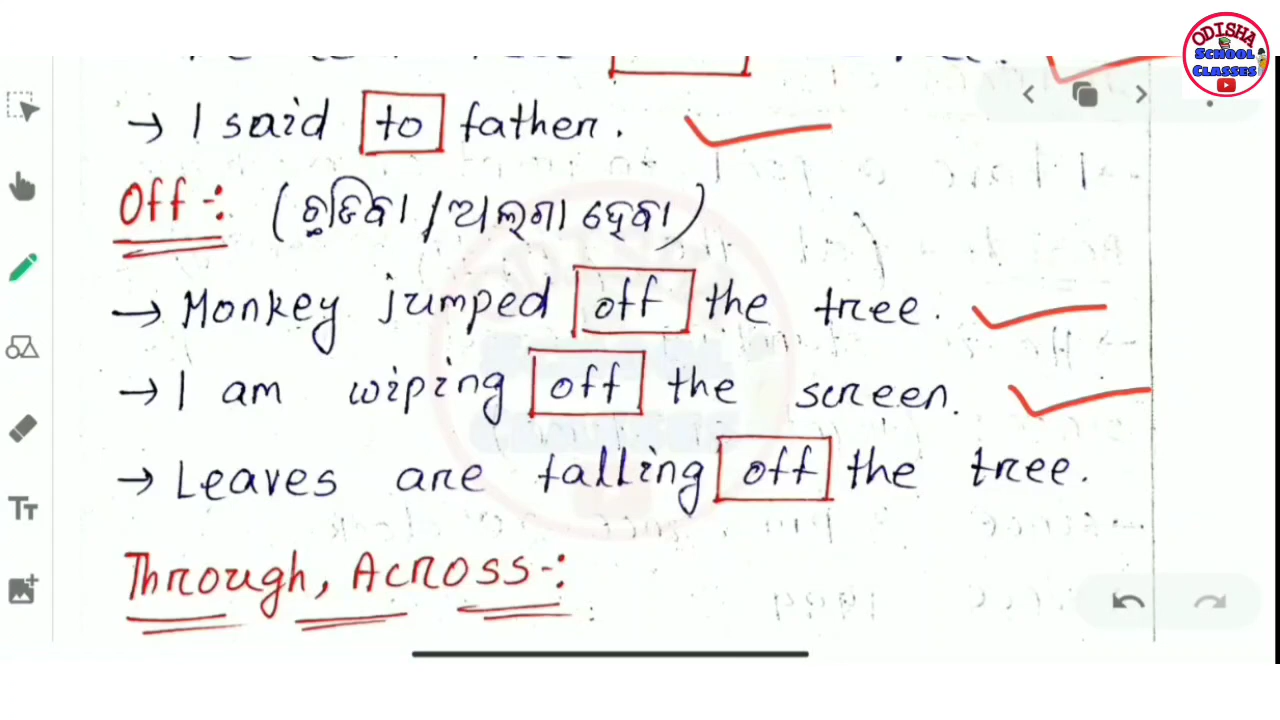 ODISHA
SCHOOL
CLASSES
→ I said to father.
Off-: (ଛାଡିବା / ଅଲଗା ହେବା)
→ Monkey jumped off the tree.
→ I am wiping off the screen.
→ Leaves are falling off the tree.
Through, Across-: